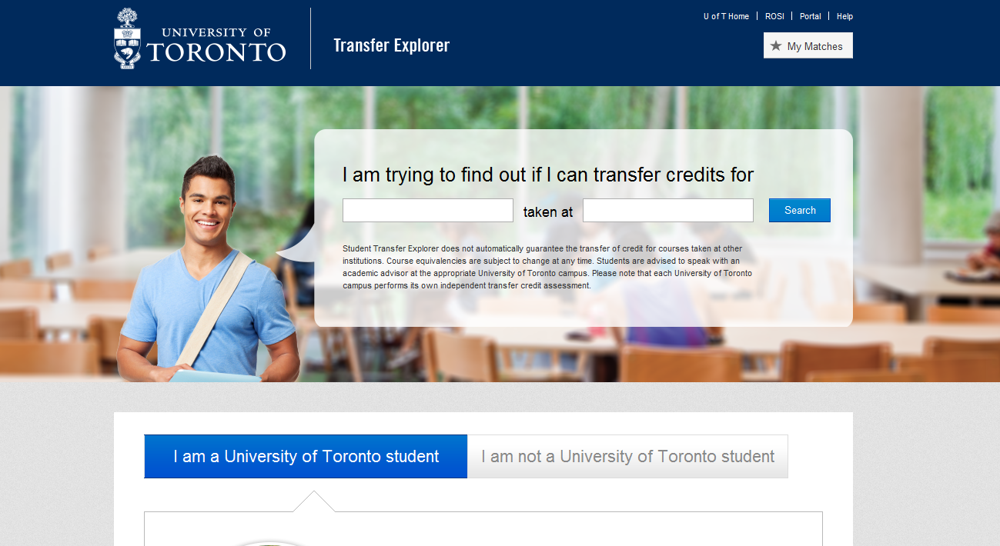 UNIVERSITY OF
TORONTO
Transfer Explorer
U of T Home
ROSI
Portal
Help
My Matches
I am trying to find out if I can transfer credits for
taken at
Search
Student Transfer Explorer does not automatically guarantee the transfer of credit for courses taken at other
institutions. Course equivalencies are subject to change at any time. Students are advised to speak with an
academic advisor at the appropriate University of Toronto campus. Please note that each University of Toronto
campus performs its own independent transfer credit assessment.
I am a University of Toronto student
I am not a University of Toronto student